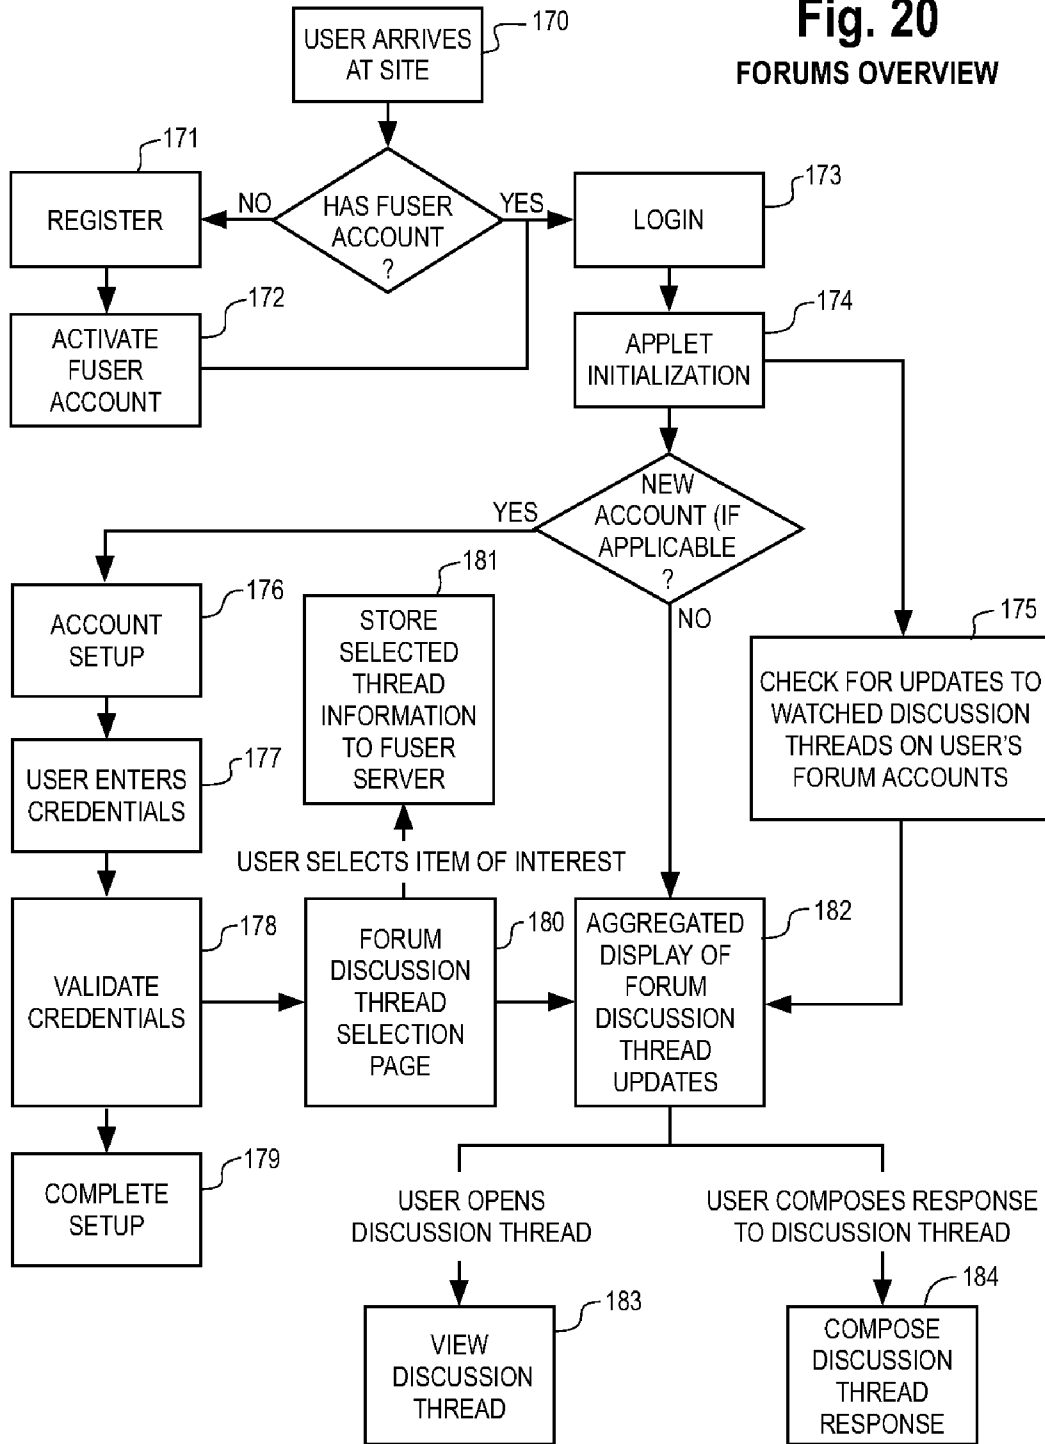 Fig. 20
FORUMS OVERVIEW
USER ARRIVES
AT SITE
170
171
REGISTER
NO
HAS FUSER
ACCOUNT
?
YES
173
LOGIN
172
ACTIVATE
FUSER
ACCOUNT
174
APPLET
INITIALIZATION
NEW
ACCOUNT (IF
APPLICABLE
?
YES
NO
175
CHECK FOR UPDATES TO
WATCHED DISCUSSION
THREADS ON USER'S
FORUM ACCOUNTS
176
ACCOUNT
SETUP
181
STORE
SELECTED
THREAD
INFORMATION
TO FUSER
SERVER
177
USER ENTERS
CREDENTIALS
USER SELECTS ITEM OF INTEREST
178
VALIDATE
CREDENTIALS
180
FORUM
DISCUSSION
THREAD
SELECTION
PAGE
182
AGGREGATED
DISPLAY OF
FORUM
DISCUSSION
THREAD
UPDATES
179
COMPLETE
SETUP
USER OPENS
DISCUSSION THREAD
USER COMPOSES RESPONSE
TO DISCUSSION THREAD
183
VIEW
DISCUSSION
THREAD
184
COMPOSE
DISCUSSION
THREAD
RESPONSE